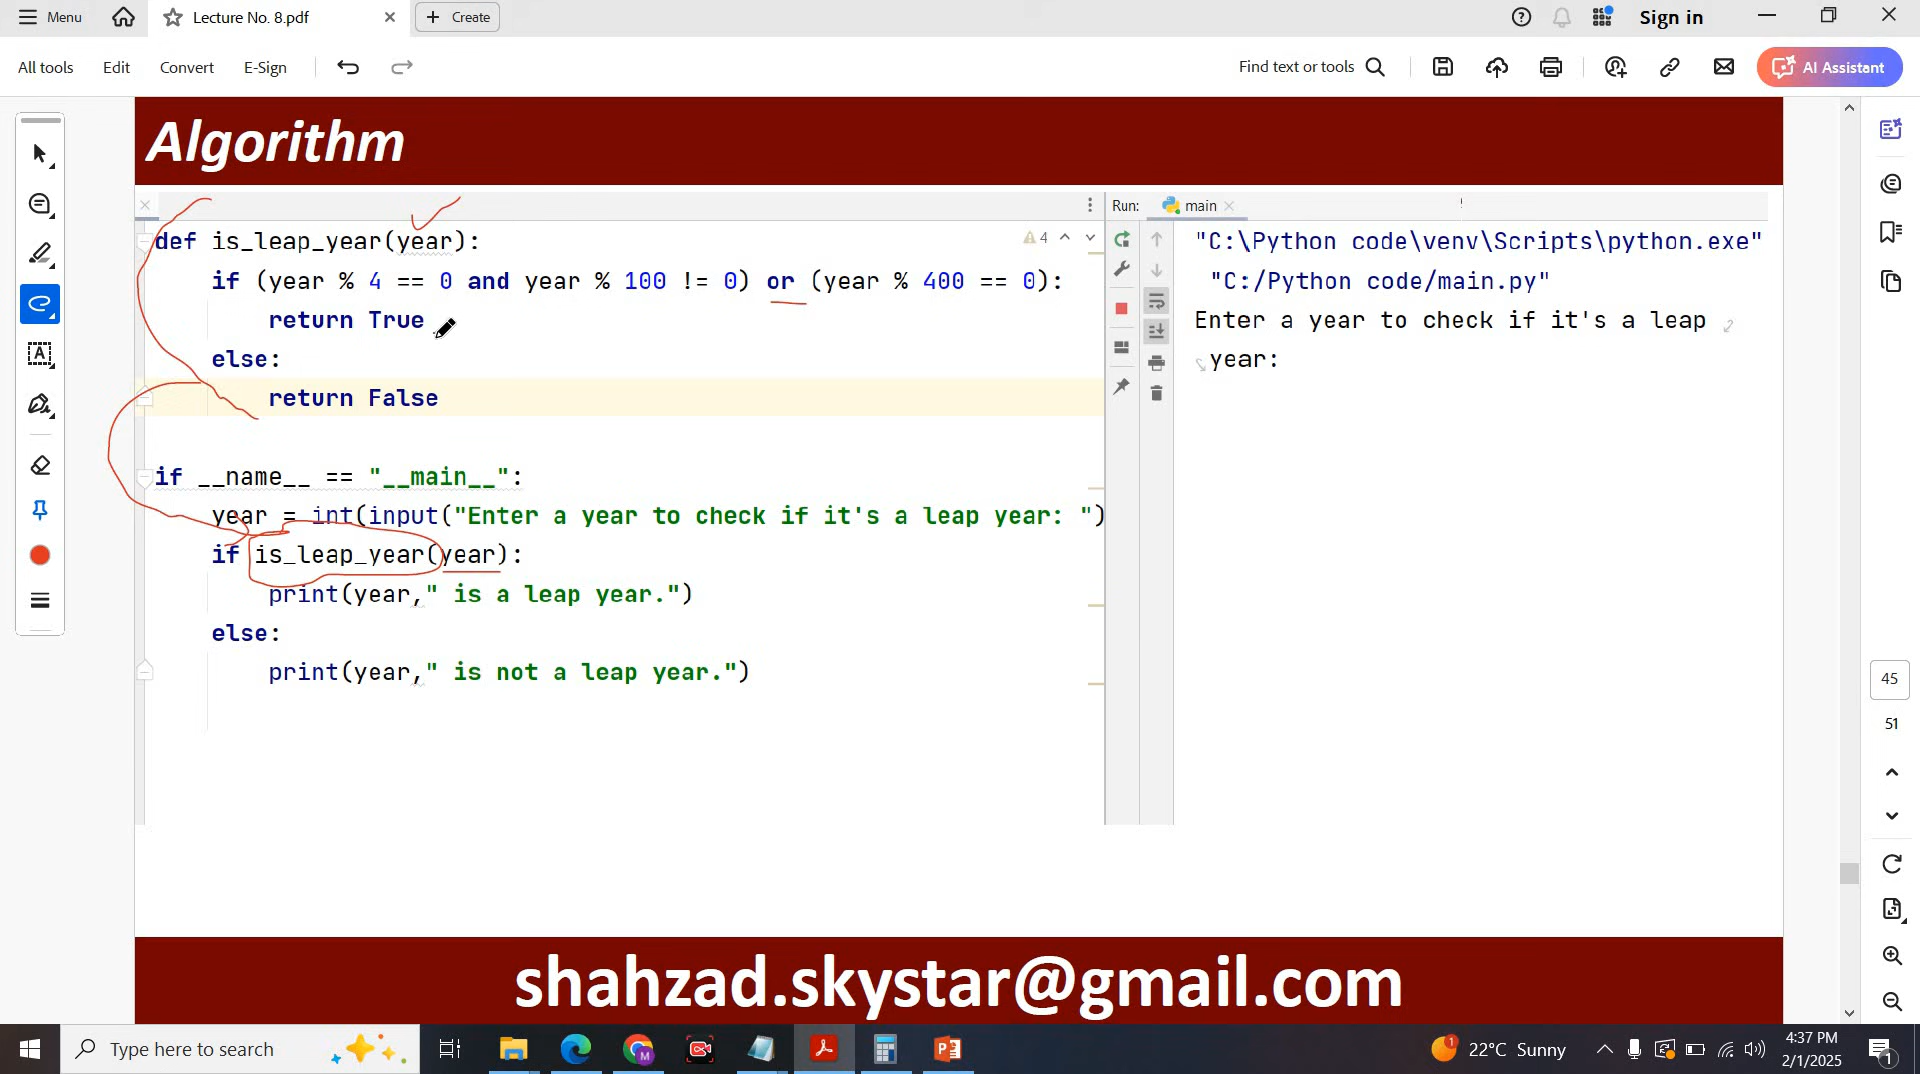 Menu
Lecture No. 8.pdf
Create
Sign in
All tools
Edit
Convert
E-Sign
Find text or tools
AI Assistant
Algorithm
def is_leap_year(year):
if (year % 4 == 0 and year % 100 != 0) or (year % 400 == 0):
return True
else:
return False
if __name__ == "__main__":
year = int(input("Enter a year to check if it's a leap year: ")
if is_leap_year(year):
print(year," is a leap year.")
else:
print(year," is not a leap year.")
4
Run:
main
"C:\Python code\venv\Scripts\python.exe"
"C:/Python code/main.py"
Enter a year to check if it's a leap
year:
45
51
shahzad.skystar@gmail.com
Type here to search
22°C Sunny
4:37 PM
2/1/2025